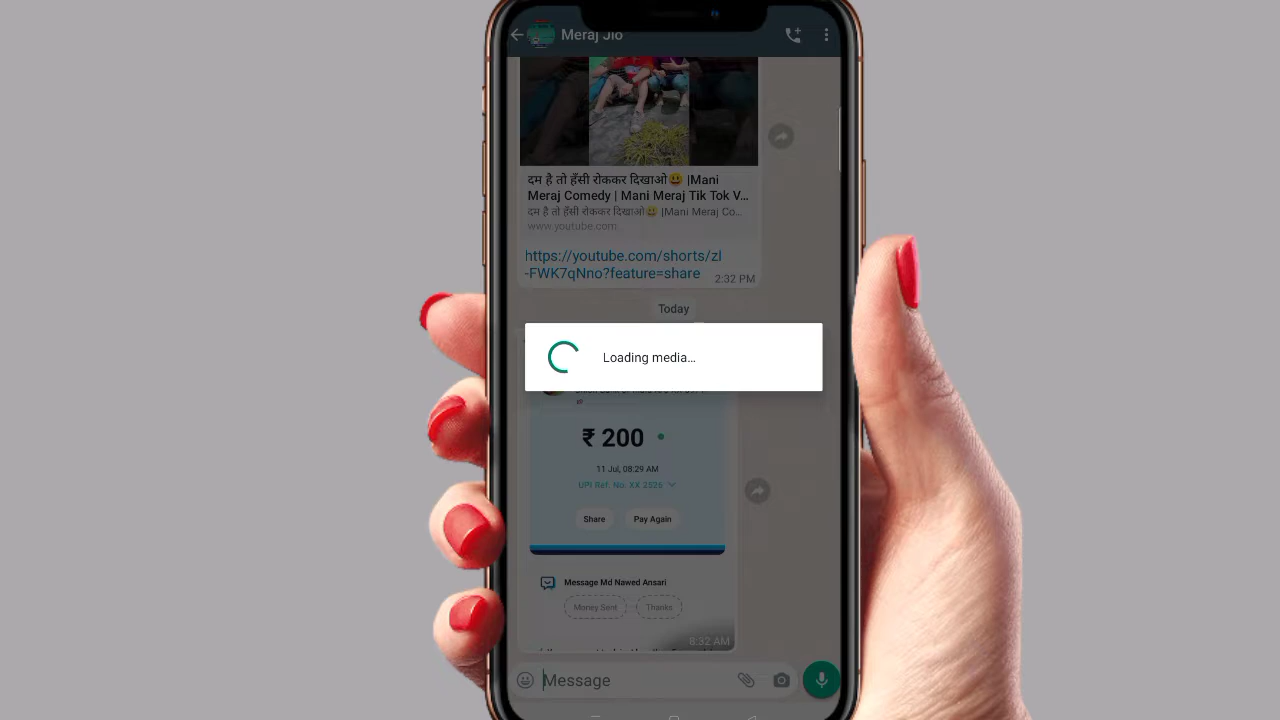 Meraj Jio
दम है तो हँसी रोककर दिखाओ😃 |Mani
Meraj Comedy | Mani Meraj Tik Tok V...
दम है तो हँसी रोककर दिखाओ😃 |Mani Meraj Co...
www.youtube.com
https://youtube.com/shorts/zl
-FWK7qNno?feature=share
2:32 PM
Today
Loading media...
₹ 200
11 Jul, 08:29 AM
UPI Ref. No: XX 2526
Share Pay Again
Message Md Nawed Ansari
Money Sent Thanks
8:32 AM
Message